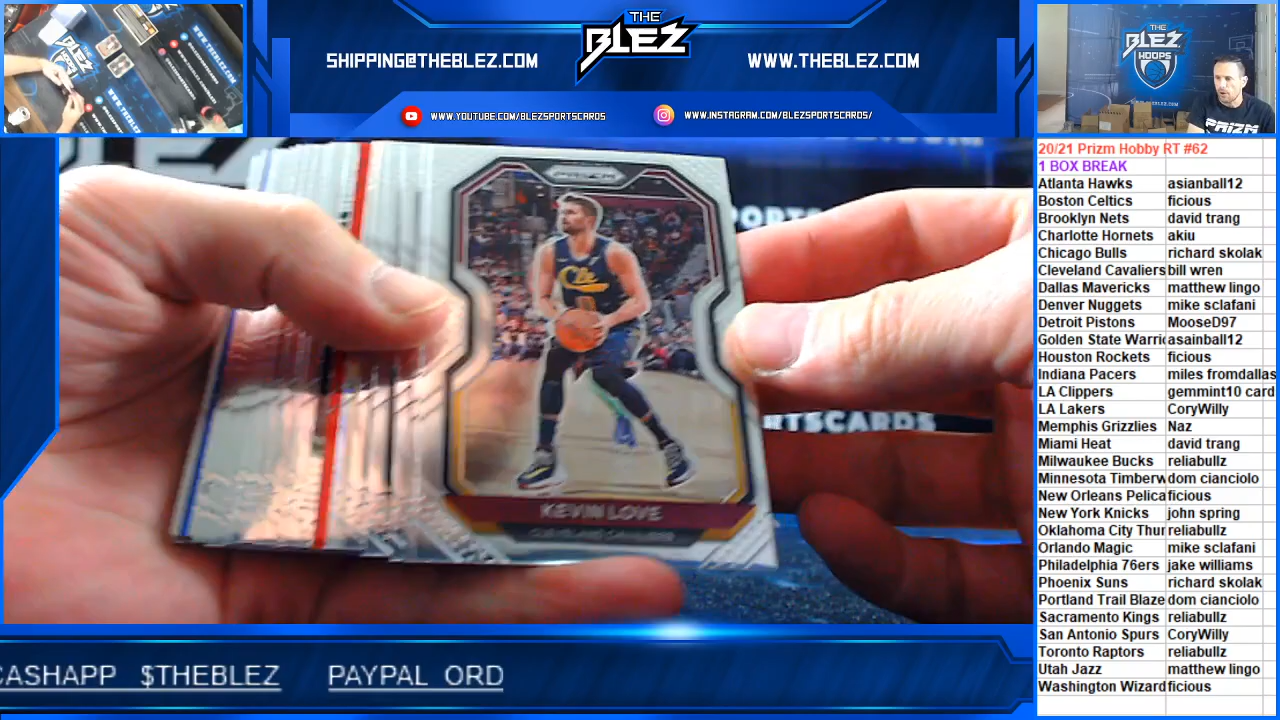 THE
BLEZ
SHIPPING@THEBLEZ.COM
WWW.THEBLEZ.COM
WWW.YOUTUBE.COM/BLEZSPORTSCARDS
WWW.INSTAGRAM.COM/BLEZSPORTSCARDS/
THE
BLEZ
HOOPS
PRIZM
PRIZM
KEVIN LOVE
CLEVELAND CAVALIERS
RTSCARDS
20/21 Prizm Hobby RT #62
1 BOX BREAK
Atlanta Hawks asianball12
Boston Celtics ficious
Brooklyn Nets david trang
Charlotte Hornets akiu
Chicago Bulls richard skolak
Cleveland Cavaliers bill wren
Dallas Mavericks matthew lingo
Denver Nuggets mike sclafani
Detroit Pistons MooseD97
Golden State Warri asainball12
Houston Rockets ficious
Indiana Pacers miles fromdallas
LA Clippers gemmint10 card
LA Lakers CoryWilly
Memphis Grizzlies Naz
Miami Heat david trang
Milwaukee Bucks reliabullz
Minnesota Timberw dom cianciolo
New Orleans Pelica ficious
New York Knicks john spring
Oklahoma City Thur reliabullz
Orlando Magic mike sclafani
Philadelphia 76ers jake williams
Phoenix Suns richard skolak
Portland Trail Blaze dom cianciolo
Sacramento Kings reliabullz
San Antonio Spurs CoryWilly
Toronto Raptors reliabullz
Utah Jazz matthew lingo
Washington Wizard ficious
CASHAPP $THEBLEZ PAYPAL ORD